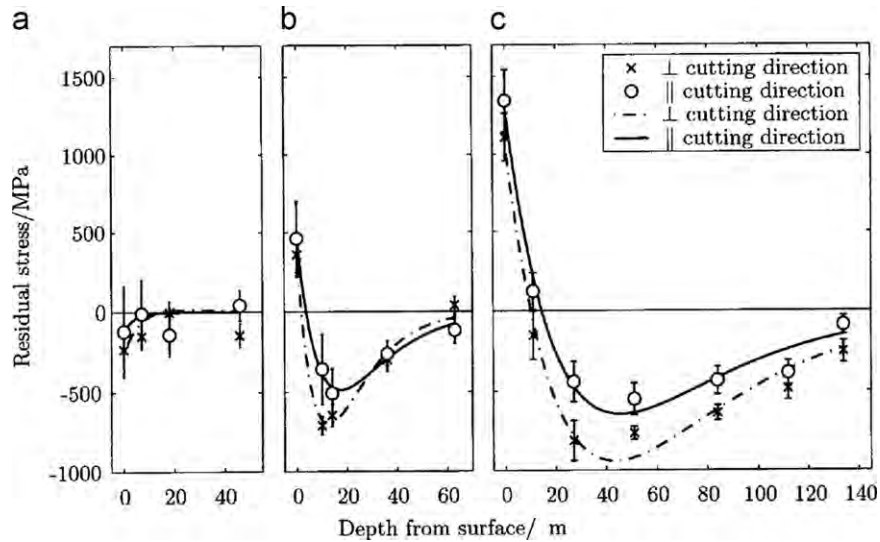 a
b
c
⊥ cutting direction
|| cutting direction
⊥ cutting direction
|| cutting direction
Residual stress/MPa
1500
1000
500
0
-500
-1000
0 20 40
0 20 40 60
0 20 40 60 80 100 120 140
Depth from surface/ m